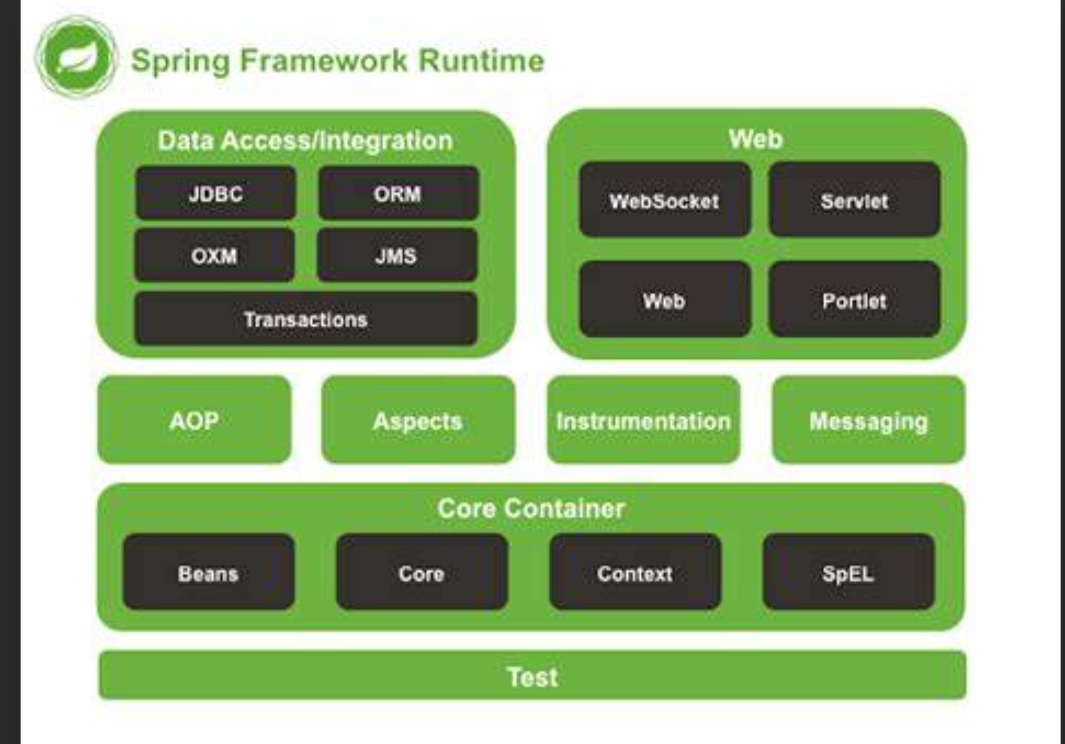 Spring Framework Runtime
Data Access/Integration
JDBC
ORM
OXM
JMS
Transactions
Web
WebSocket
Servlet
Web
Portlet
AOP
Aspects
Instrumentation
Messaging
Core Container
Beans
Core
Context
SpEL
Test